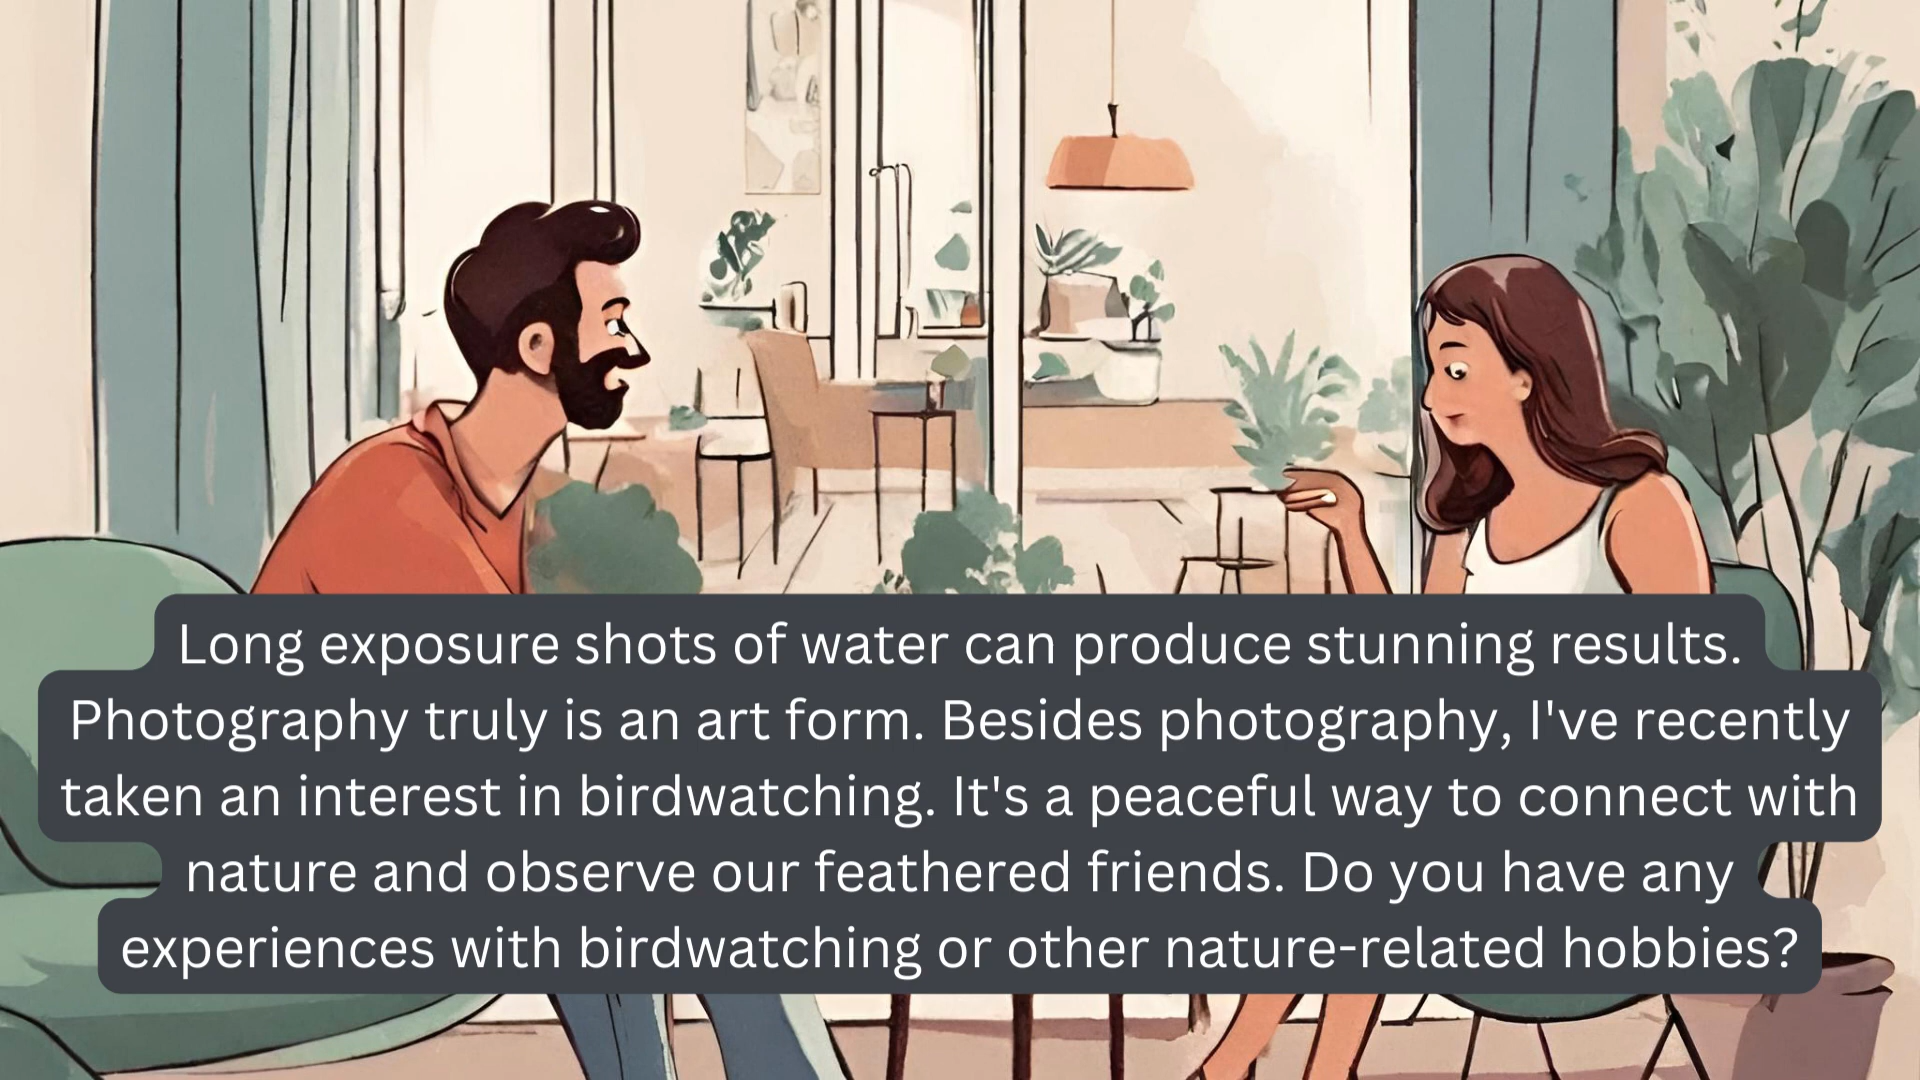 Long exposure shots of water can produce stunning results.
Photography truly is an art form. Besides photography, I've recently
taken an interest in birdwatching. It's a peaceful way to connect with
nature and observe our feathered friends. Do you have any
experiences with birdwatching or other nature-related hobbies?